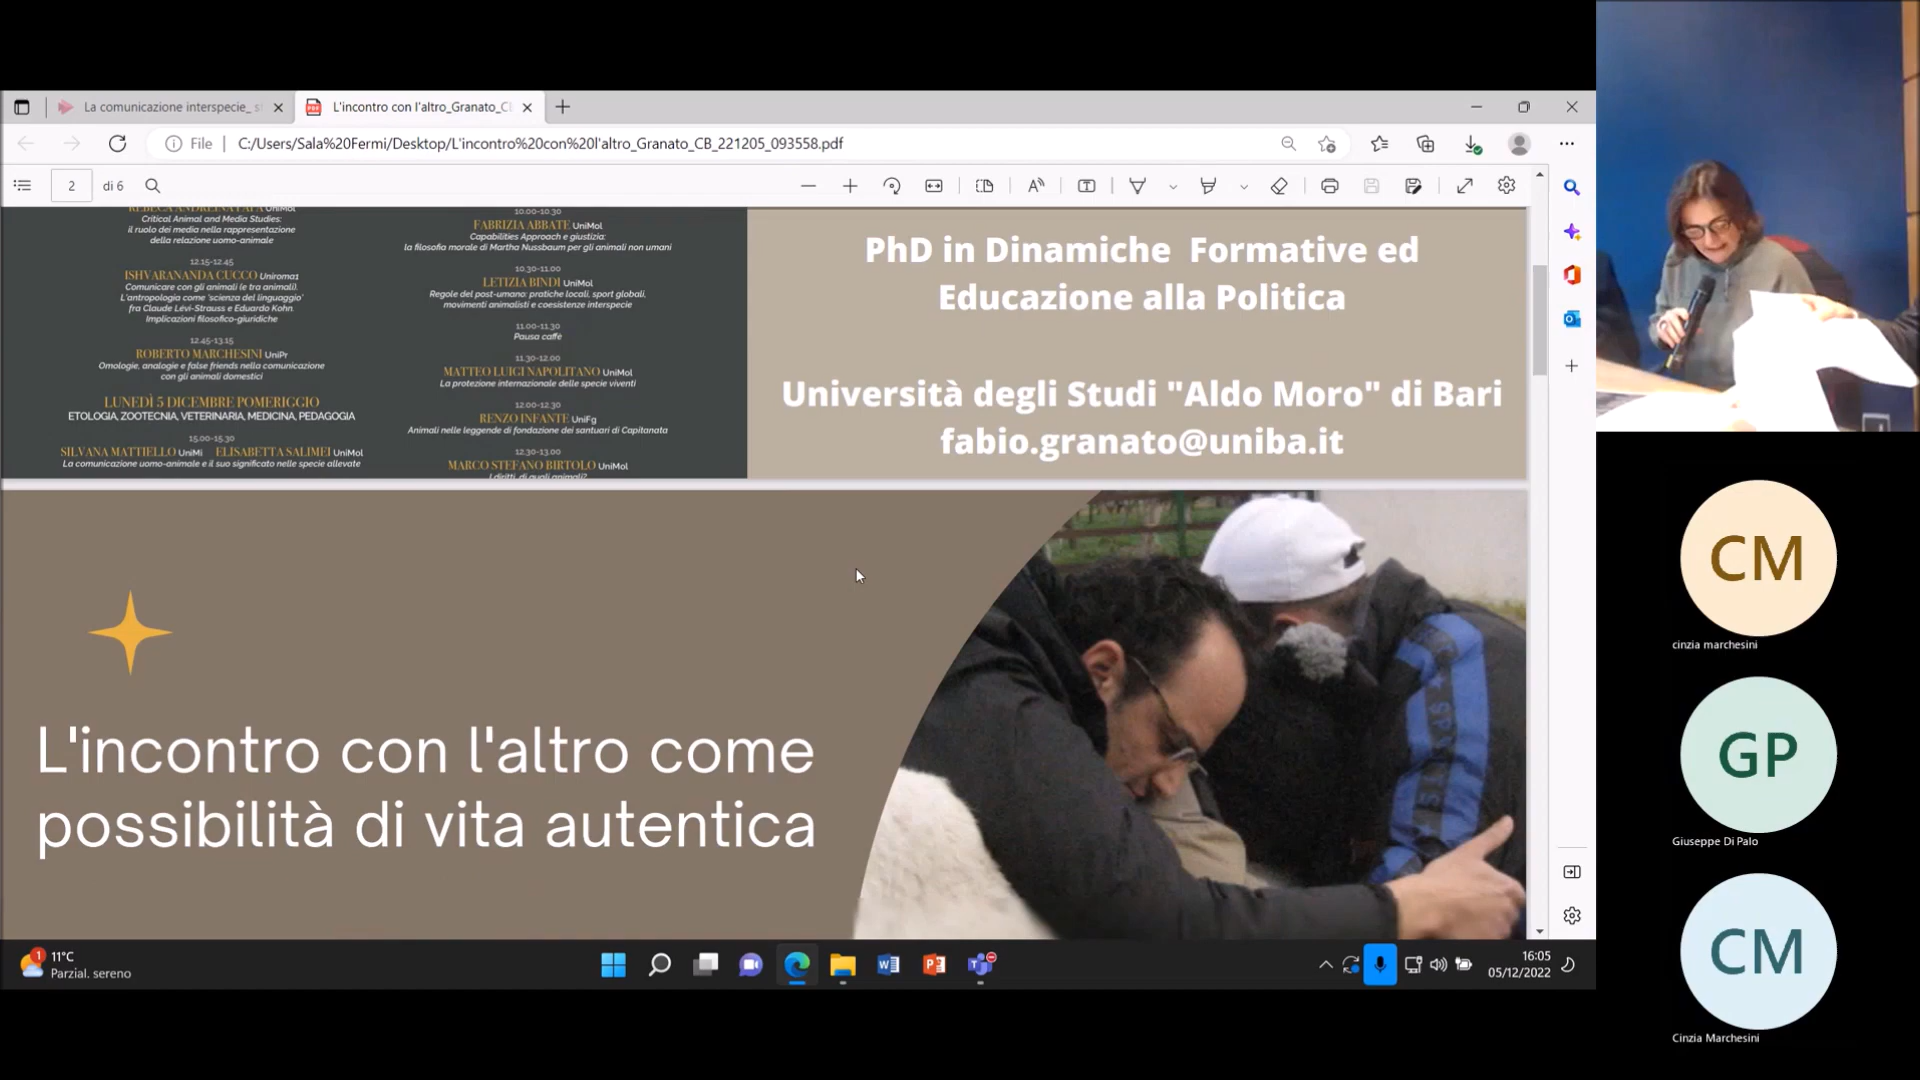 La comunicazione interspecie_ s
L'incontro con l'altro_Granato_CB
File
C:/Users/Sala%20Fermi/Desktop/L'incontro%20con%20l'altro_Granato_CB_221205_093558.pdf
2
di 6
REBECA ANDREINA PAPA UniMol
Critical Animal and Media Studies:
il ruolo dei media nella rappresentazione
della relazione uomo-animale
12.15-12.45
ISHVARANANDA CUCCO Uniroma1
Comunicare con gli animali (e tra animali).
L'antropologia come 'scienza del linguaggio'
fra Claude Lévi-Strauss e Eduardo Kohn.
Implicazioni filosofico-giuridiche
12.45-13.15
ROBERTO MARCHESINI UniPr
Omologie, analogie e false friends nella comunicazione
con gli animali domestici
LUNEDÌ 5 DICEMBRE POMERIGGIO
ETOLOGIA, ZOOTECNIA, VETERINARIA, MEDICINA, PEDAGOGIA
15.00-15.30
SILVANA MATTIELLO UniMi ELISABETTA SALIMEI UniMol
La comunicazione uomo-animale e il suo significato nelle specie allevate
10.00-10.30
FABRIZIA ABBATE UniMol
Capabilities Approach e giustizia:
la filosofia morale di Martha Nussbaum per gli animali non umani
10.30-11.00
LETIZIA BINDI UniMol
Regole del post-umano: pratiche locali, sport globali,
movimenti animalisti e coesistenze interspecie
11.00-11.30
Pausa caffè
11.30-12.00
MATTEO LUIGI NAPOLITANO UniMol
La protezione internazionale delle specie viventi
12.00-12.30
RENZO INFANTE UniFg
Animali nelle leggende di fondazione dei santuari di Capitanata
12.30-13.00
MARCO STEFANO BIRTOLO UniMol
I diritti, di quali animali?
PhD in Dinamiche Formative ed
Educazione alla Politica
Università degli Studi "Aldo Moro" di Bari
fabio.granato@uniba.it
L'incontro con l'altro come
possibilità di vita autentica
CM
cinzia marchesini
GP
Giuseppe Di Palo
CM
Cinzia Marchesini
1
11°C
Parzial. sereno
16:05
05/12/2022